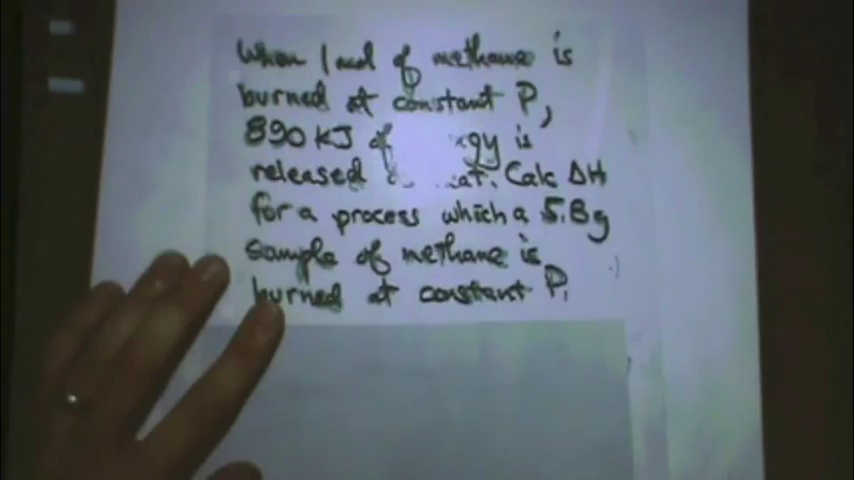 When 1 mol of methane is
burned at constant P,
890 KJ of is
released Calc ΔH
for a process which a 5.8g
sample of methane is
burned at constant P.